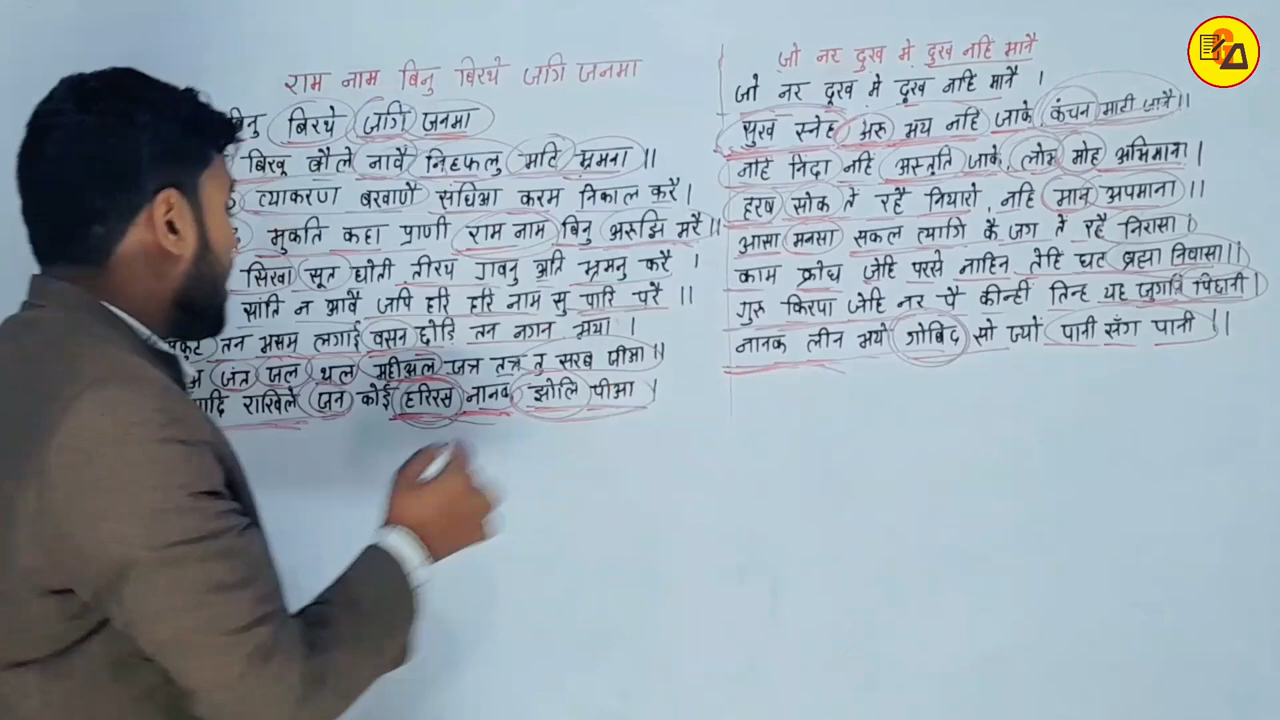 राम नाम बिनु बिरथे जगि जनमा
बिनु बिरथे जगि जनमा
बिखु बौले नावै निहफलु मटि भ्रमना ॥
व्याकरण बखाणै संधिआ करम निकाल करै ।
मुकति कहा प्राणी राम नाम बिनु अरूझि मरै ॥
सिखा सूत धोती तीरथ गवनु अति भ्रमनु करै ।
सांति न आवै जपि हरि हरि नाम सु पारि परै ॥
तन भसम लगाई वसन छोड़ि तन नगन भया ।
जंत्र जल थल महीअल जत्र तत्र तू सरब जीआ ॥
राखिले जन कोई हरिरस नानक झोलि पीआ ।
जो नर दुख में दुख नहिं मानै
जो नर दूख में दूख नहिं मानै ।
सुख स्नेह अरू भय नहिं जाके कंचन माटी जानै ॥
नहिं निंदा नहिं अस्तूति जाके, लोभ मोह अभिमाना ।
हरष सोक तें रहै नियारो, नहि मान अपमाना ॥
आसा मनसा सकल त्यागि कै जग तें रहै निरासा ।
काम क्रोध जेहि परसे नाहिन तेहि घट ब्रह्म निवासा ॥
गुरू किरपा जेहि नर पै कीन्हीं तिन्ह यह जुगति पिछानी ।
नानक लीन भयो गोबिंद सो ज्यों पानी सँग पानी ॥